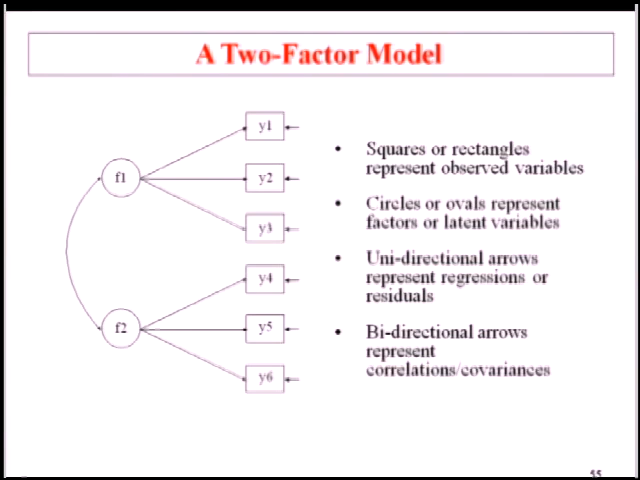 A Two-Factor Model
y1
f1
y2
y3
y4
f2
y5
y6
• Squares or rectangles
represent observed variables
• Circles or ovals represent
factors or latent variables
• Uni-directional arrows
represent regressions or
residuals
• Bi-directional arrows
represent
correlations/covariances
55